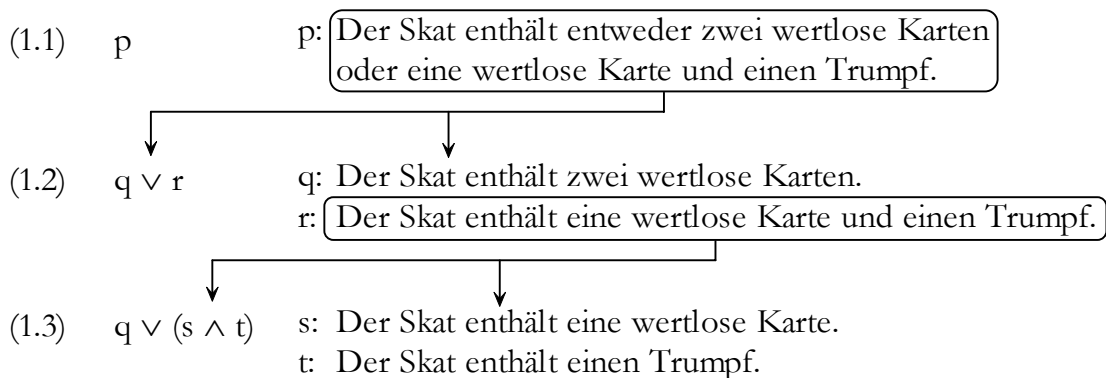 (1.1) p p: Der Skat enthält entweder zwei wertlose Karten
oder eine wertlose Karte und einen Trumpf.
(1.2) q ∨ r q: Der Skat enthält zwei wertlose Karten.
r: Der Skat enthält eine wertlose Karte und einen Trumpf.
(1.3) q ∨ (s ∧ t) s: Der Skat enthält eine wertlose Karte.
t: Der Skat enthält einen Trumpf.